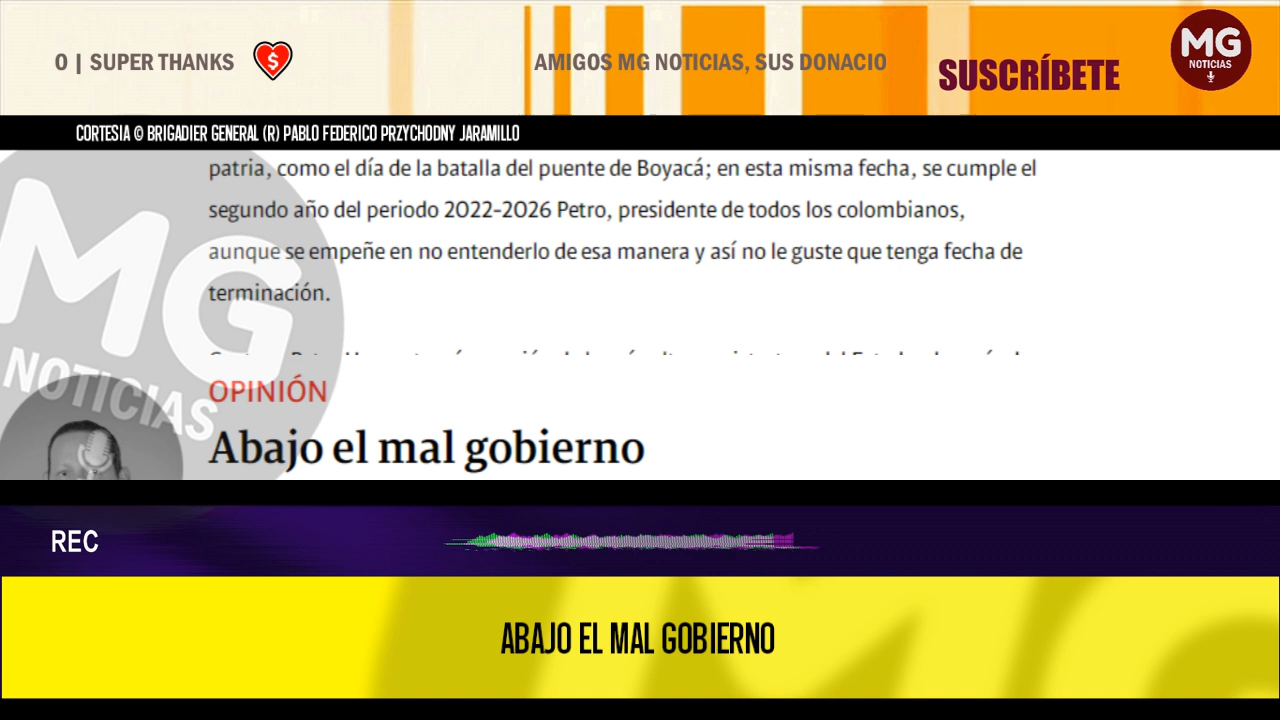 0 | SUPER THANKS
AMIGOS MG NOTICIAS, SUS DONACIO
SUSCRÍBETE
MG
NOTICIAS
CORTESIA © BRIGADIER GENERAL (R) PABLO FEDERICO PRZYCHODNY JARAMILLO
patria, como el día de la batalla del puente de Boyacá; en esta misma fecha, se cumple el
segundo año del periodo 2022-2026 Petro, presidente de todos los colombianos,
aunque se empeñe en no entenderlo de esa manera y así no le guste que tenga fecha de
terminación.
MG
NOTICIAS
OPINIÓN
Abajo el mal gobierno
REC
ABAJO EL MAL GOBIERNO